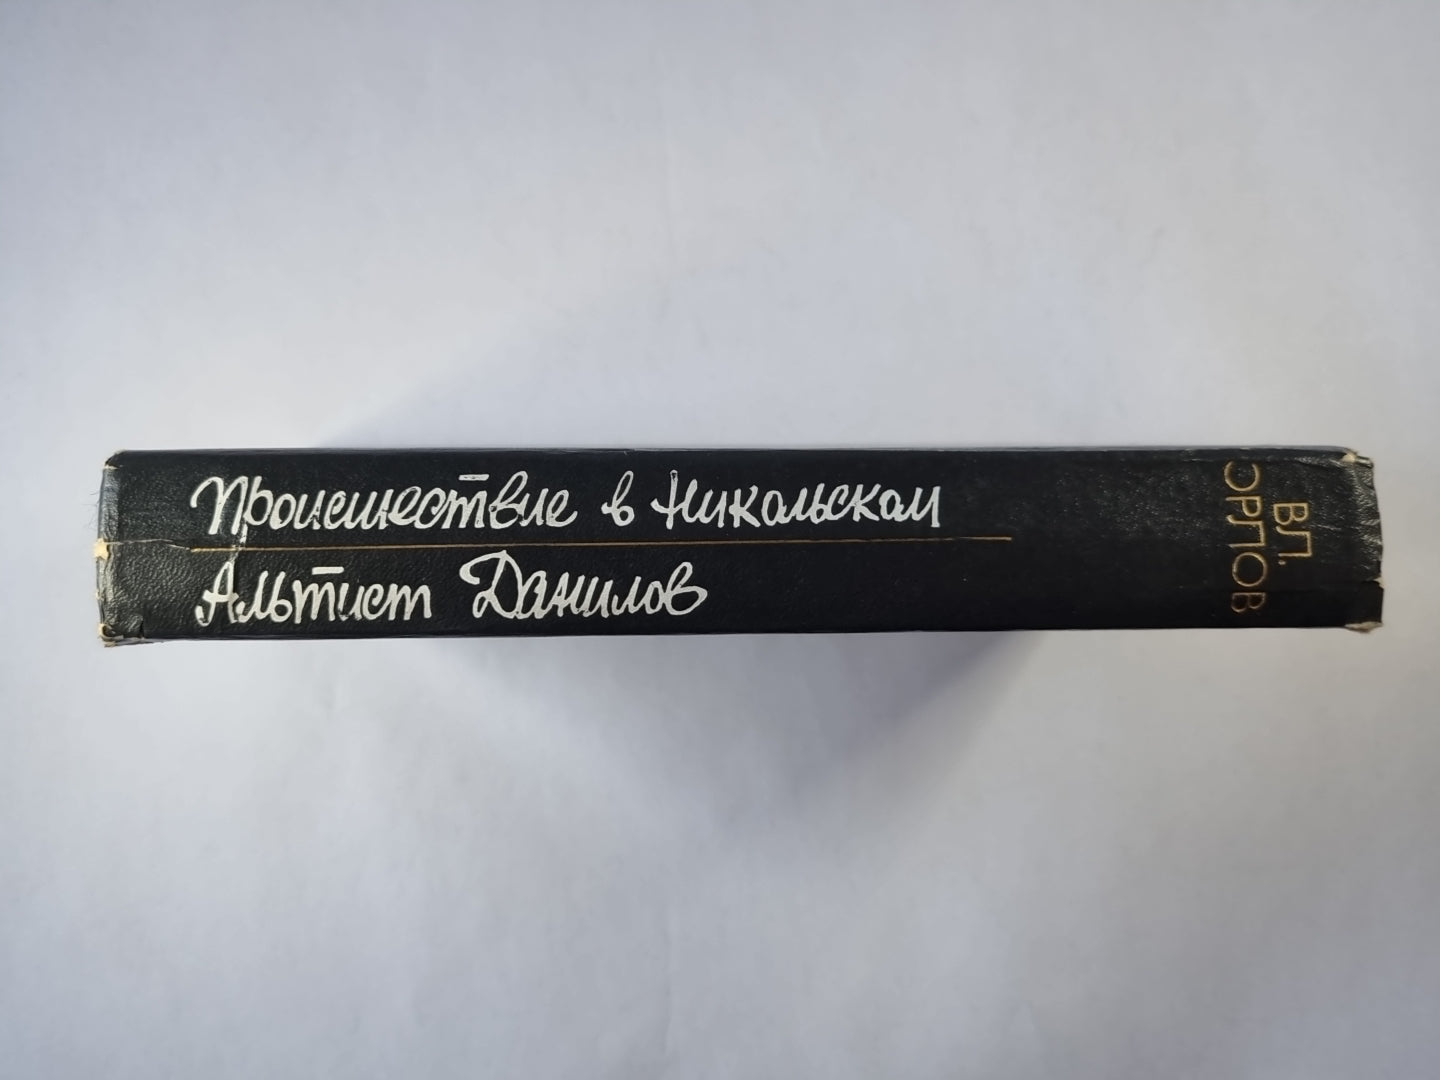 ВЛ.
ОРЛОВ
Происшествие в Никольском
Альтист Данилов